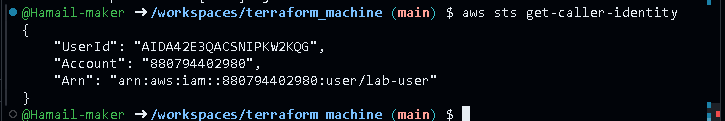 @Hamail-maker ➜ /workspaces/terraform_machine (main) $ aws sts get-caller-identity
{
    "UserId": "AIDA42E3QACSNIPKW2KQG",
    "Account": "880794402980",
    "Arn": "arn:aws:iam::880794402980:user/lab-user"
}
@Hamail-maker ➜ /workspaces/terraform_machine (main) $